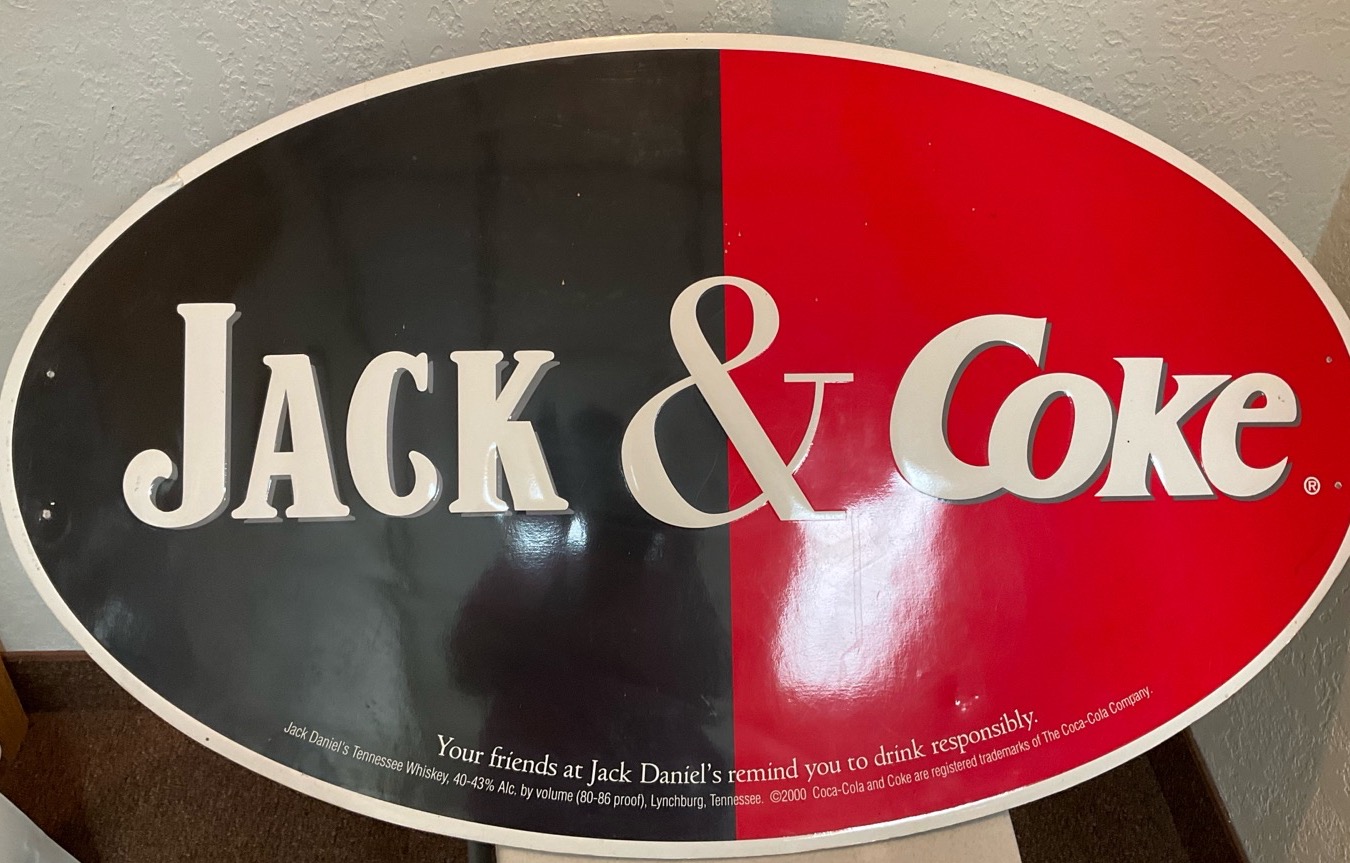 JACK & Coke®
Your friends at Jack Daniel's remind you to drink responsibly.
Jack Daniel's Tennessee Whiskey, 40-43% Alc. by volume (80-86 proof), Lynchburg, Tennessee. ©2000 Coca-Cola and Coke are registered trademarks of The Coca-Cola Company.